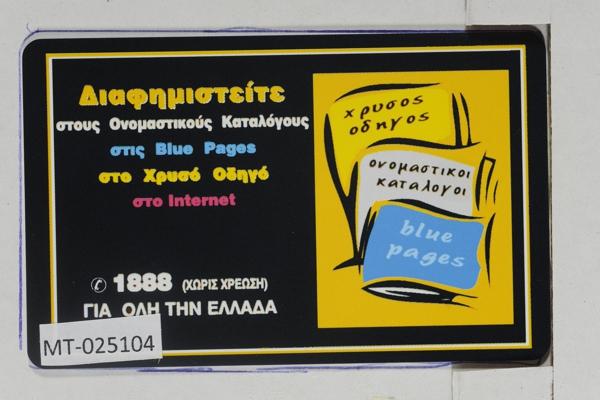 Διαφημιστείτε
στους Ονομαστικούς Καταλόγους
στις Blue Pages
στο Χρυσό Οδηγό
στο Internet
✆ 1888 (ΧΩΡΙΣ ΧΡΕΩΣΗ)
ΓΙΑ ΟΛΗ ΤΗΝ ΕΛΛΑΔΑ
MT-025104
χρυσος
οδηγος
ονομαστικοι
καταλογοι
blue
pages